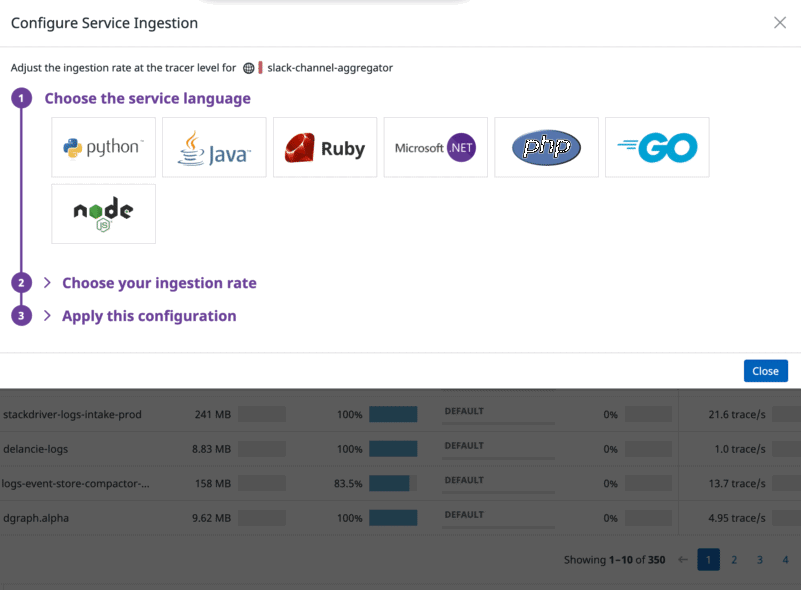 Configure Service Ingestion
Adjust the ingestion rate at the tracer level for slack-channel-aggregator
1 Choose the service language
python Java Ruby Microsoft .NET php GO
node JS
2 Choose your ingestion rate
3 Apply this configuration
Close
stackdriver-logs-intake-prod 241 MB 100% DEFAULT 0% 21.6 trace/s
delancie-logs 8.83 MB 100% DEFAULT 0% 1.0 trace/s
logs-event-store-compactor-... 158 MB 83.5% DEFAULT 0% 13.7 trace/s
dgraph.alpha 9.62 MB 100% DEFAULT 0% 4.95 trace/s
Showing 1–10 of 350 ← 1 2 3 4